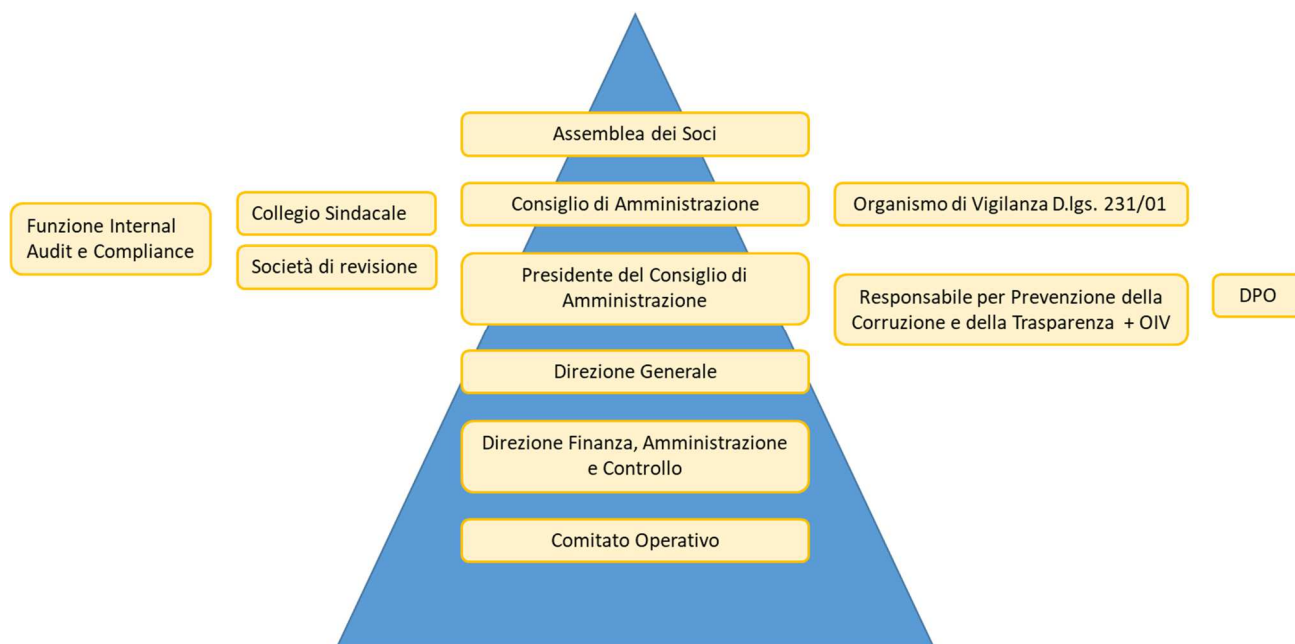 Assemblea dei Soci
Consiglio di Amministrazione
Presidente del Consiglio di
Amministrazione
Direzione Generale
Direzione Finanza, Amministrazione
e Controllo
Comitato Operativo
Funzione Internal
Audit e Compliance
Collegio Sindacale
Società di revisione
Organismo di Vigilanza D.lgs. 231/01
Responsabile per Prevenzione della
Corruzione e della Trasparenza + OIV
DPO